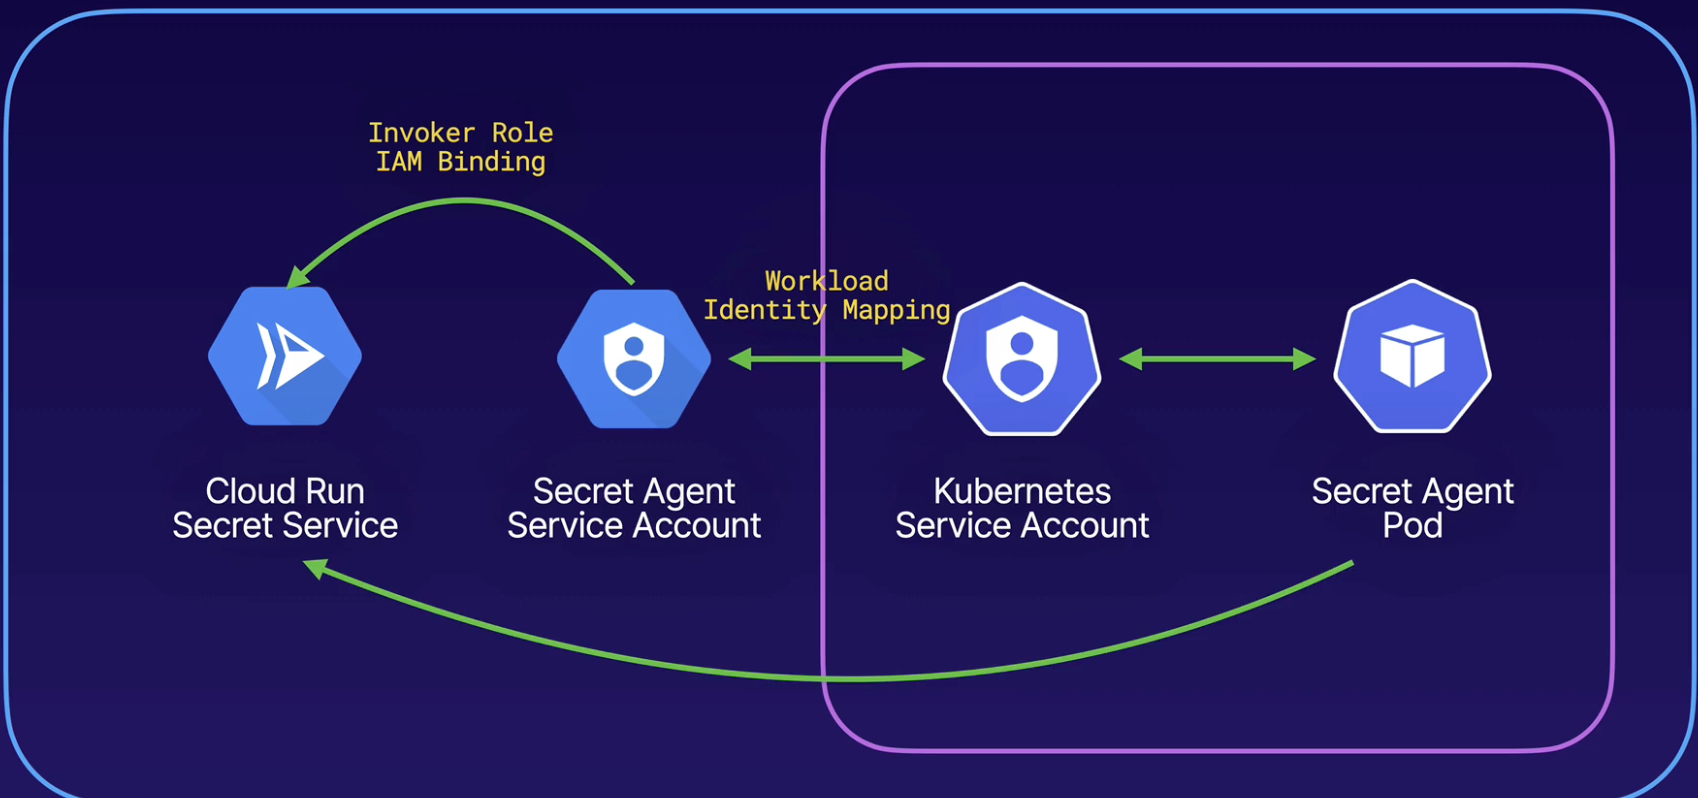 Invoker Role
IAM Binding
Workload
Identity Mapping
Cloud Run
Secret Service
Secret Agent
Service Account
Kubernetes
Service Account
Secret Agent
Pod